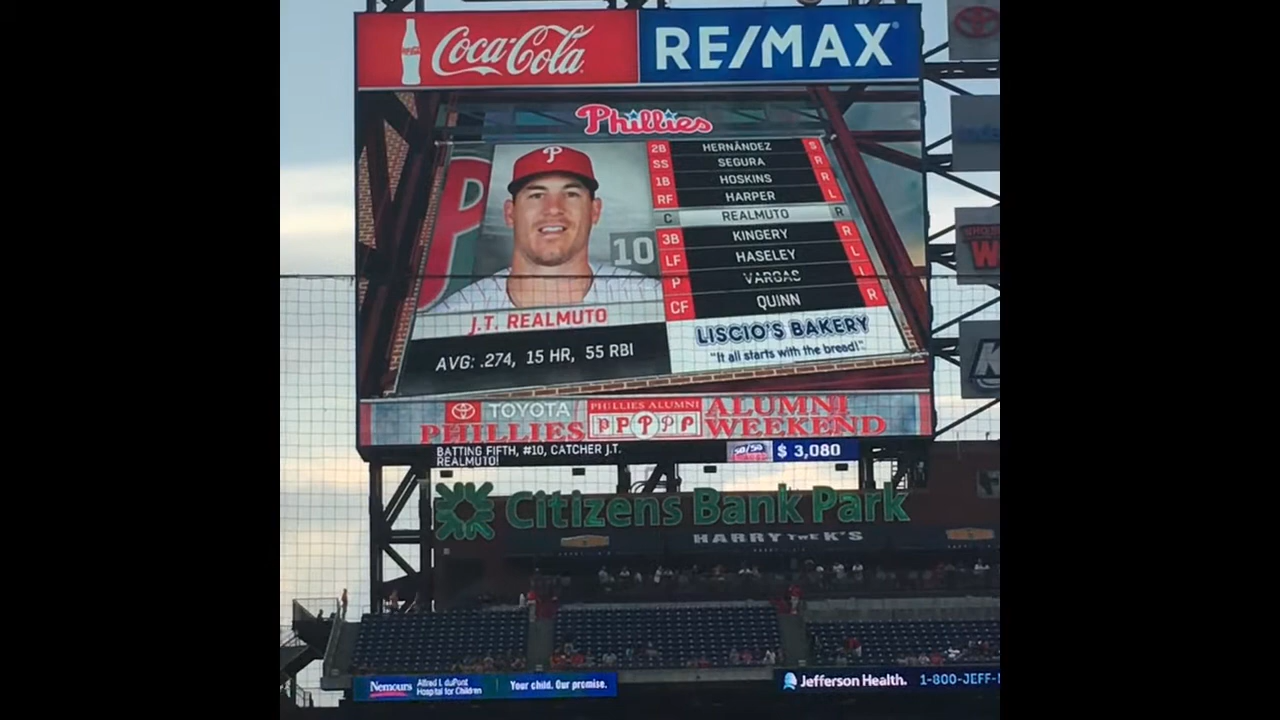 Coca-Cola
RE/MAX
Phillies
2B HERNÁNDEZ S
SS SEGURA R
1B HOSKINS R
RF HARPER L
C REALMUTO R
3B KINGERY R
LF HASELEY L
P VARGAS L
CF QUINN R
P
10
J.T. REALMUTO
AVG: .274, 15 HR, 55 RBI
LISCIO'S BAKERY
"It all starts with the bread!"
TOYOTA
PHILLIES
PHILLIES ALUMNI
P P P P P
ALUMNI
WEEKEND
BATTING FIFTH, #10, CATCHER J.T.
REALMUTO!
50/50
$ 3,080
Citizens Bank Park
HARRY THE K'S
Nemours
Alfred I. duPont
Hospital for Children
Your child. Our promise.
Jefferson Health.
1-800-JEFF-